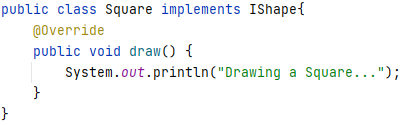 public class Square implements IShape{
    @Override
    public void draw() {
        System.out.println("Drawing a Square...");
    }
}